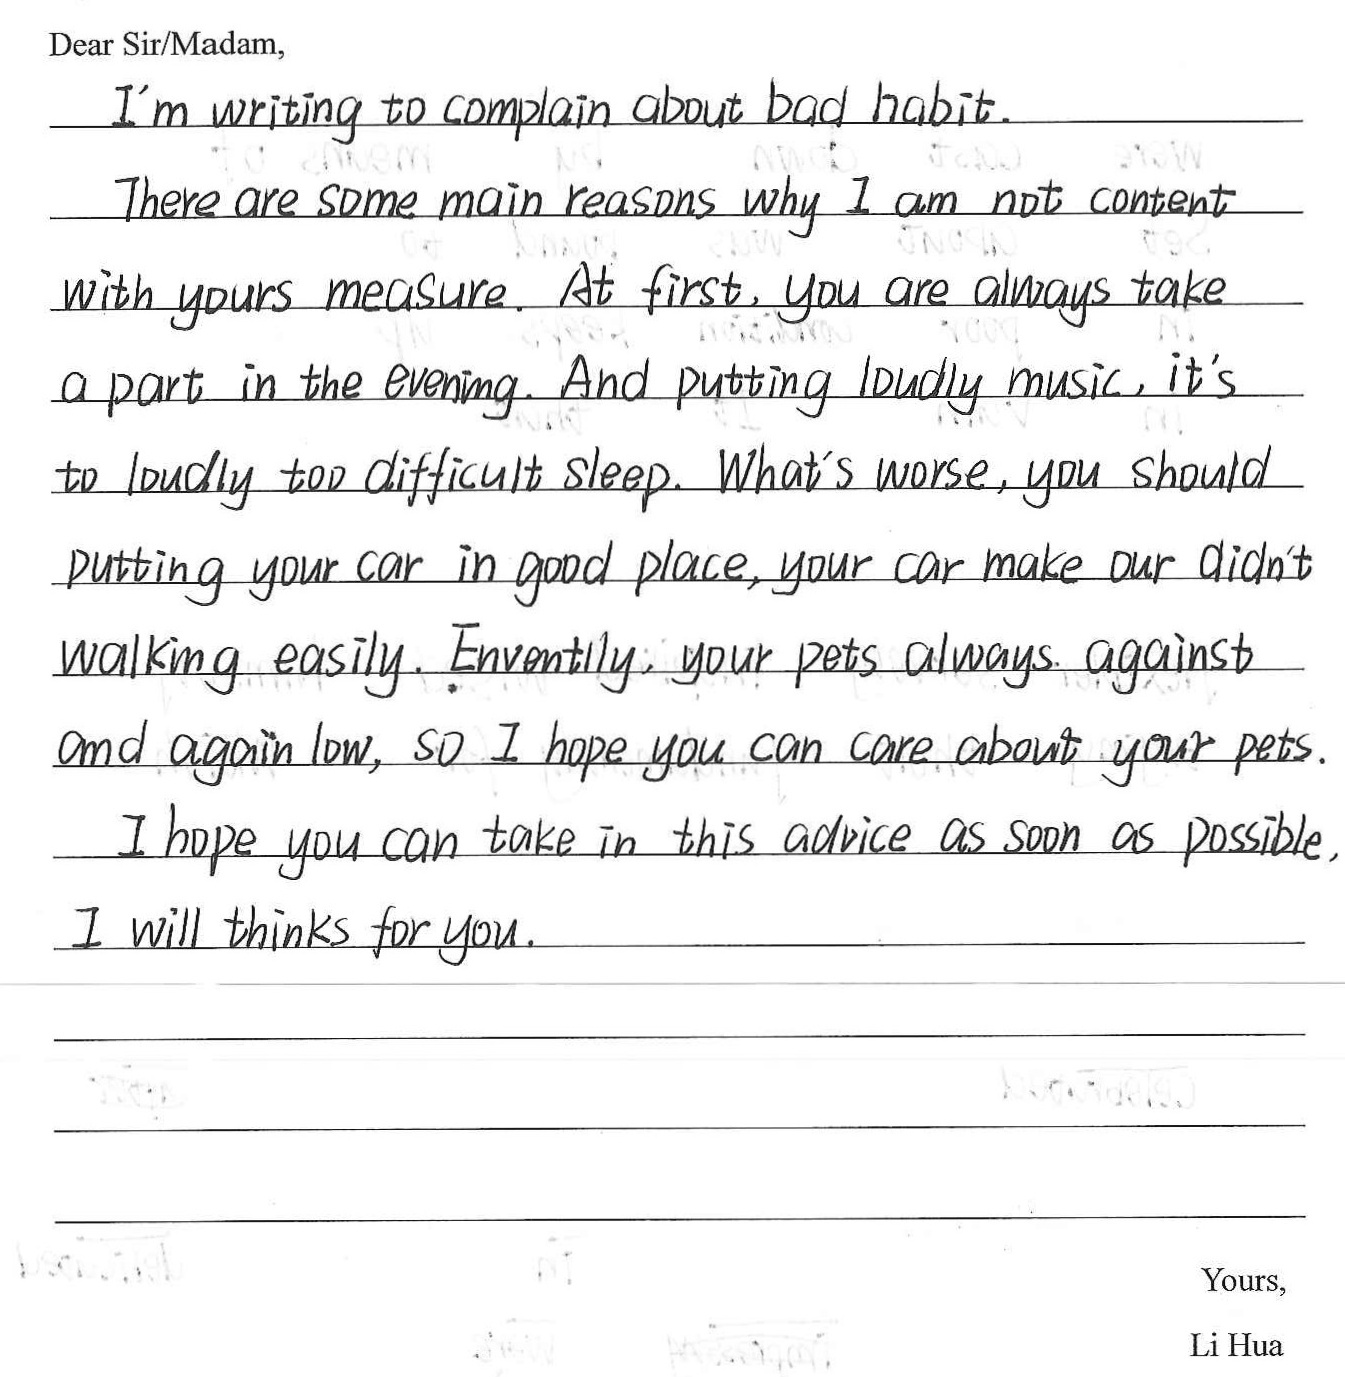 Dear Sir/Madam,
I'm writing to complain about bad habit.
There are some main reasons why I am not content
with yours measure. At first, you are always take
a part in the evening. And putting loudly music, it's
to loudly too difficult sleep. What's worse, you should
putting your car in good place, your car make our didn't
walking easily. Enventily, your pets always. against
and again low, so I hope you can care about your pets.
I hope you can take in this advice as soon as possible,
I will thinks for you.
Yours,
Li Hua